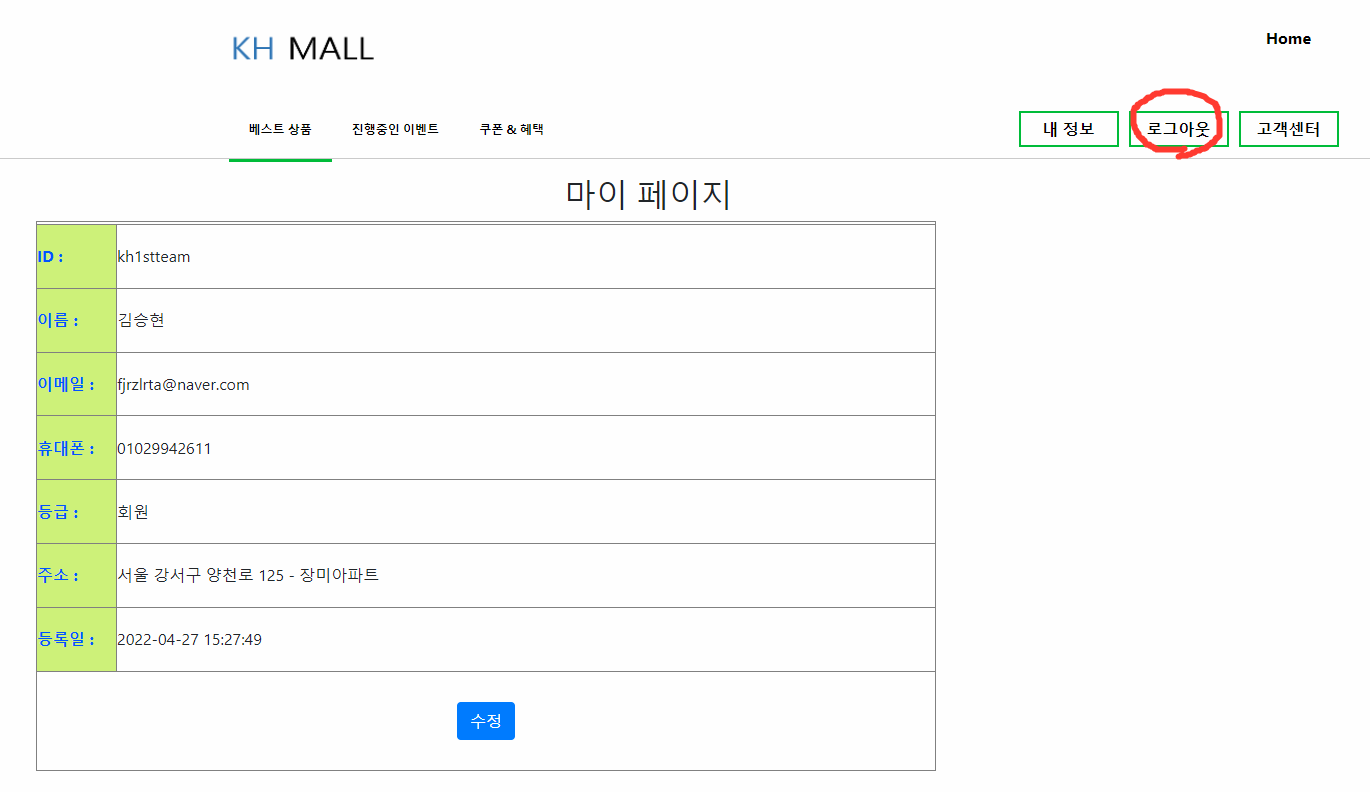 KH MALL
Home
베스트 상품 진행중인 이벤트 쿠폰 & 혜택 내 정보 로그아웃 고객센터
마이 페이지
ID : kh1stteam
이름 : 김승현
이메일 : fjrzlrta@naver.com
휴대폰 : 01029942611
등급 : 회원
주소 : 서울 강서구 양천로 125 - 장미아파트
등록일 : 2022-04-27 15:27:49
수정